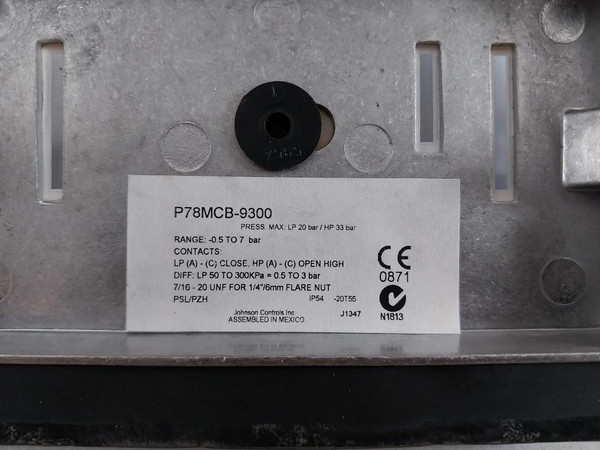 P78MCB-9300
PRESS. MAX: LP 20 bar / HP 33 bar
RANGE: -0.5 TO 7 bar
CONTACTS:
LP (A) - (C) CLOSE. HP (A) - (C) OPEN HIGH
DIFF: LP 50 TO 300KPa = 0.5 TO 3 bar
7/16 - 20 UNF FOR 1/4"/6mm FLARE NUT
PSL/PZH IP54 -20T55
Johnson Controls Inc J1347
ASSEMBLED IN MEXICO
CE
0871
N1813